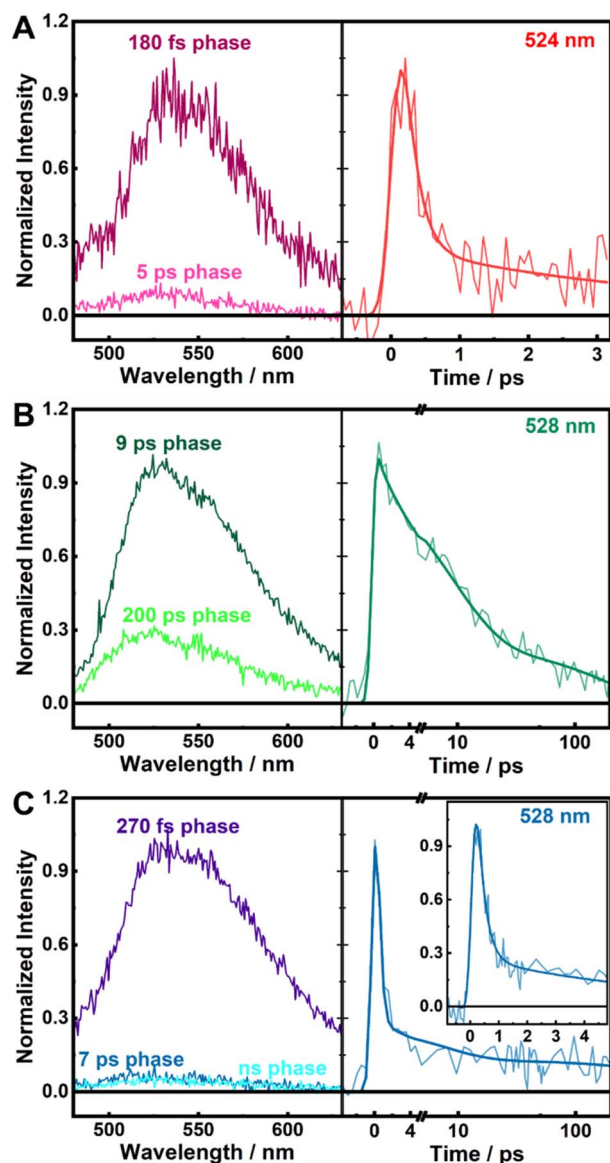 A
Normalized Intensity
1.2
0.9
0.6
0.3
0.0
180 fs phase
5 ps phase
524 nm
500 550 600
0 1 2 3
Wavelength / nm
Time / ps
B
Normalized Intensity
1.2
0.9
0.6
0.3
0.0
9 ps phase
200 ps phase
528 nm
500 550 600
0 4 10 100
Wavelength / nm
Time / ps
C
Normalized Intensity
1.2
0.9
0.6
0.3
0.0
270 fs phase
7 ps phase
ns phase
528 nm
0.9
0.6
0.3
0.0
0 1 2 3 4
500 550 600
0 4 10 100
Wavelength / nm
Time / ps